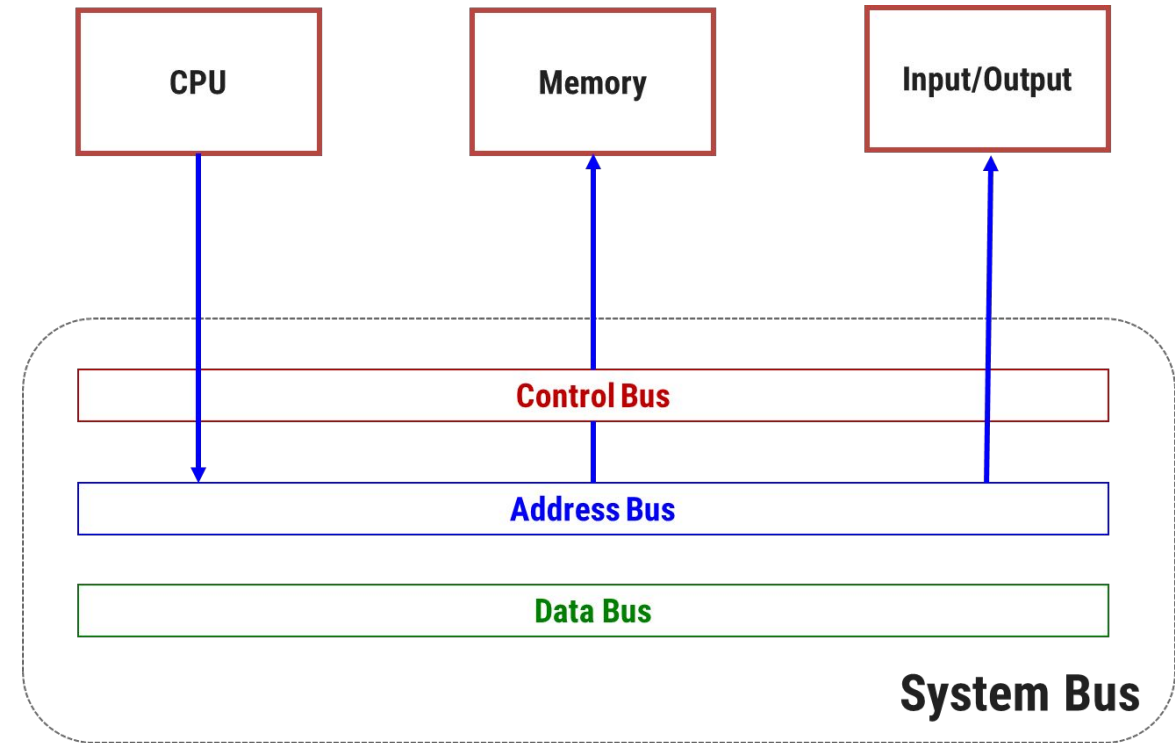 CPU
Memory
Input/Output
Control Bus
Address Bus
Data Bus
System Bus